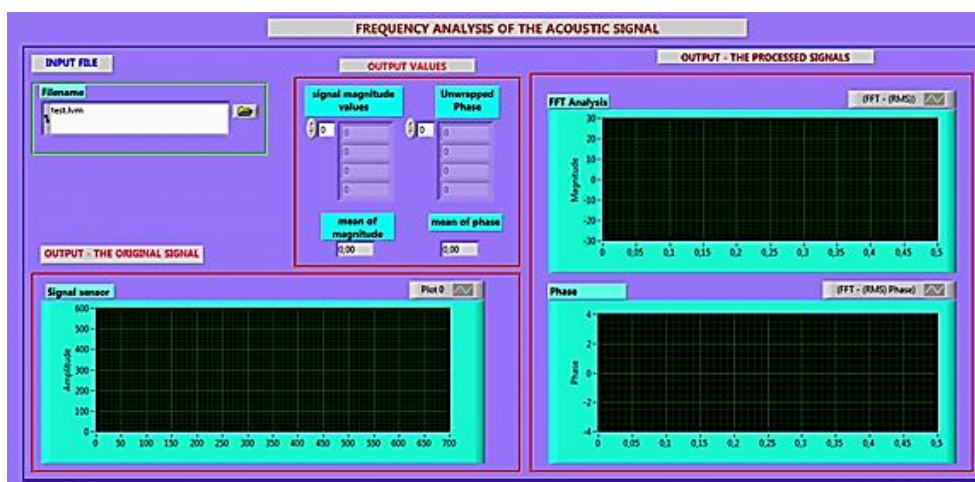 FREQUENCY ANALYSIS OF THE ACOUSTIC SIGNAL
INPUT FILE
Filename
test.lvm
OUTPUT VALUES
signal magnitude
values
Unwrapped
Phase
0
0
0
0
0
0
0
0
0
0
mean of
magnitude
0,00
mean of phase
0,00
OUTPUT - THE ORIGINAL SIGNAL
Signal sensor
Plot 0
Amplitude
600
500
400
300
200
100
0
0 50 100 150 200 250 300 350 400 450 500 550 600 650 700
OUTPUT - THE PROCESSED SIGNALS
FFT Analysis
(FFT - (RMS))
Magnitude
30
20
10
0
-10
-20
-30
0 0,05 0,1 0,15 0,2 0,25 0,3 0,35 0,4 0,45 0,5
Phase
(FFT - (RMS) Phase)
Phase
4
2
0
-2
-4
0 0,05 0,1 0,15 0,2 0,25 0,3 0,35 0,4 0,45 0,5